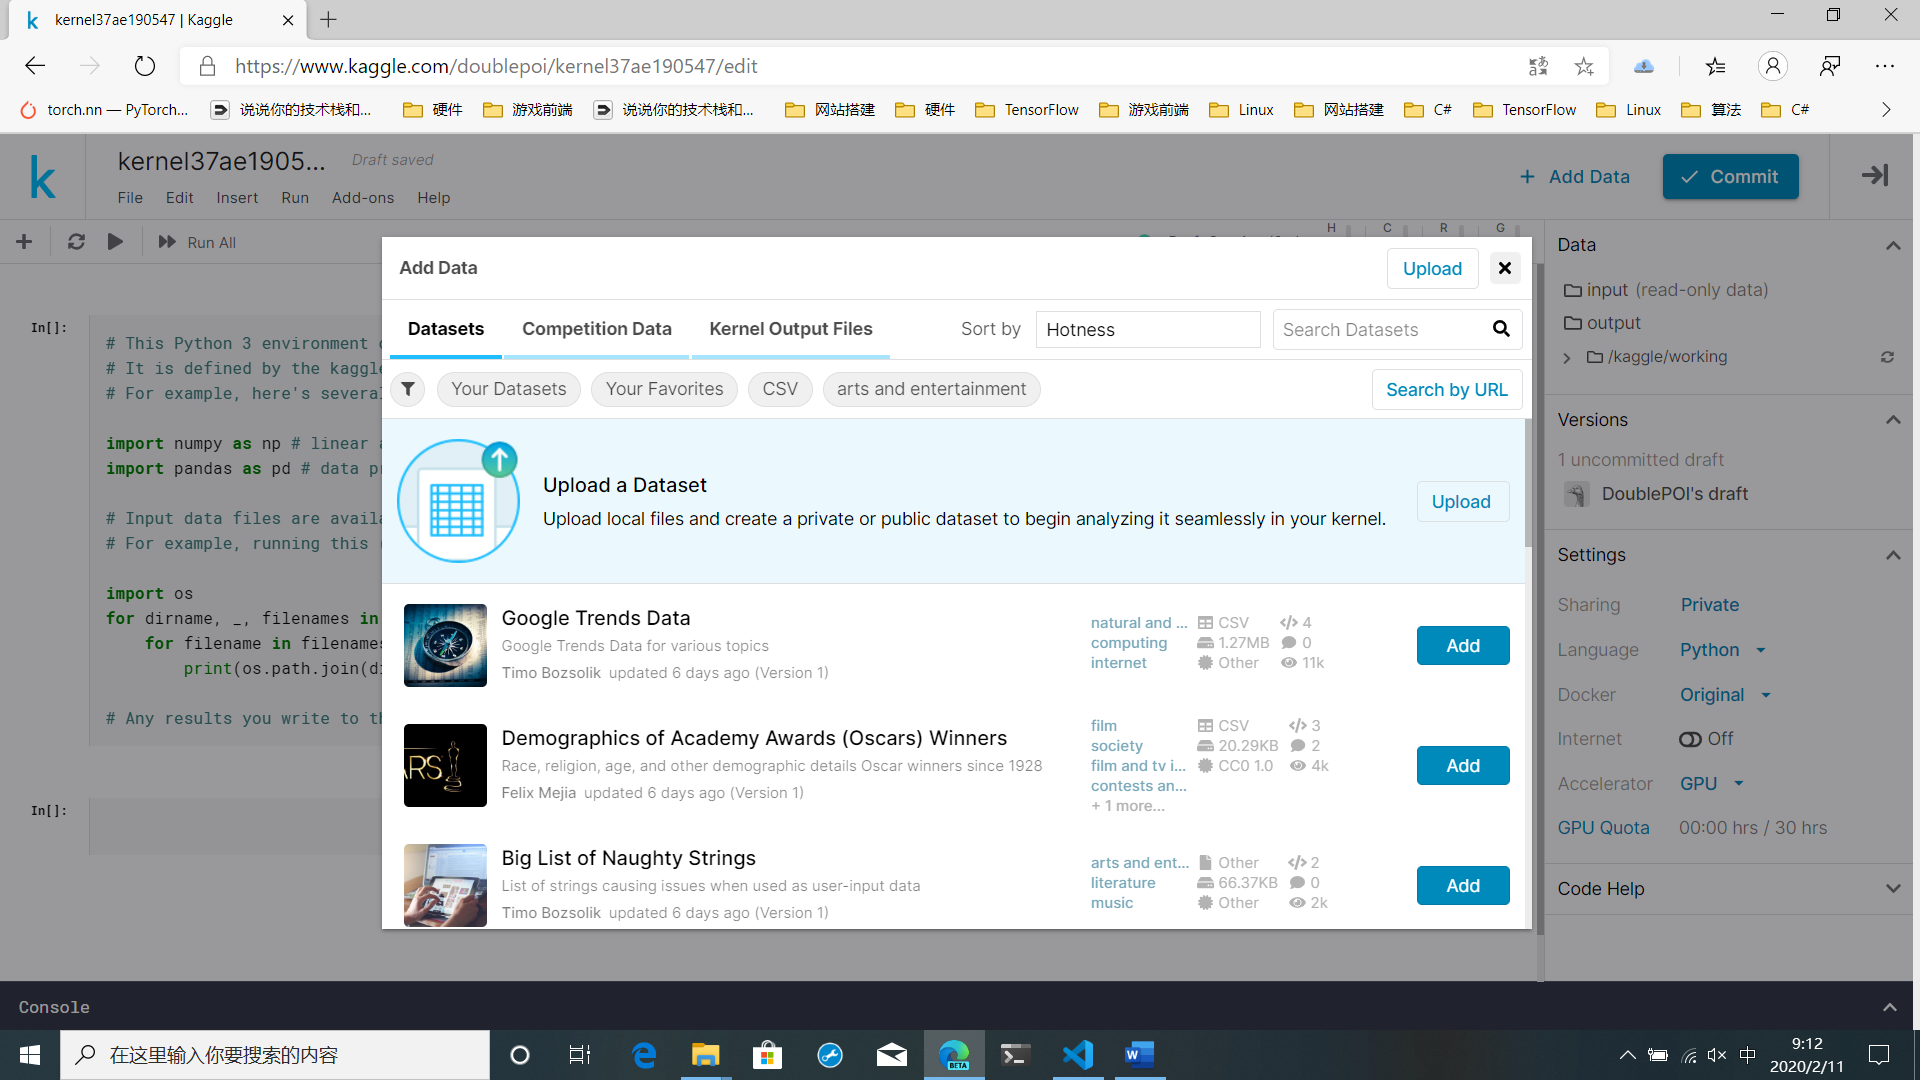 kernel37ae190547 | Kaggle
https://www.kaggle.com/doublepoi/kernel37ae190547/edit
torch.nn — PyTorch... 说说你的技术栈和... 硬件 游戏前端 说说你的技术栈和... 网站搭建 硬件 TensorFlow 游戏前端 Linux 网站搭建 C# TensorFlow Linux 算法 C#
kernel37ae1905... Draft saved
File Edit Insert Run Add-ons Help
+ Add Data
Commit
Run All
H C R G
Add Data
Upload
Datasets Competition Data Kernel Output Files Sort by Hotness Search Datasets
Your Datasets Your Favorites CSV arts and entertainment Search by URL
Upload a Dataset
Upload local files and create a private or public dataset to begin analyzing it seamlessly in your kernel.
Upload
Google Trends Data
Google Trends Data for various topics
Timo Bozsolik updated 6 days ago (Version 1)
natural and ... CSV 4
computing 1.27MB 0
internet Other 11k
Add
Demographics of Academy Awards (Oscars) Winners
Race, religion, age, and other demographic details Oscar winners since 1928
Felix Mejia updated 6 days ago (Version 1)
film CSV 3
society 20.29KB 2
film and tv i... CC0 1.0 4k
contests an...
+ 1 more...
Add
Big List of Naughty Strings
List of strings causing issues when used as user-input data
Timo Bozsolik updated 6 days ago (Version 1)
arts and ent... Other 2
literature 66.37KB 0
music Other 2k
Add
In[]:
# This Python 3 environment
# It is defined by the kaggle
# For example, here's several
import numpy as np # linear
import pandas as pd # data
# Input data files are
# For example, running this
import os
for dirname, _, filenames in
for filename in filenames
print(os.path.join(
# Any results you write to
In[]:
Data
input (read-only data)
output
/kaggle/working
Versions
1 uncommitted draft
DoublePOI's draft
Settings
Sharing Private
Language Python
Docker Original
Internet Off
Accelerator GPU
GPU Quota 00:00 hrs / 30 hrs
Code Help
Console
在这里输入你要搜索的内容
BETA
中
9:12
2020/2/11